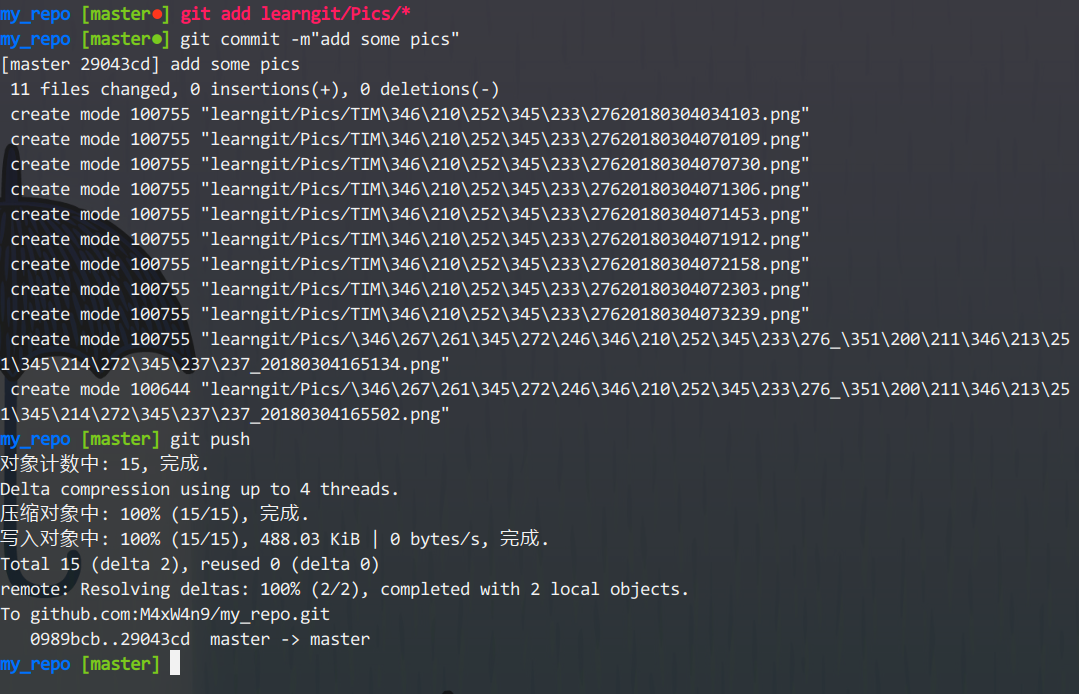 my_repo [master●] git add learngit/Pics/*
my_repo [master●] git commit -m"add some pics"
[master 29043cd] add some pics
 11 files changed, 0 insertions(+), 0 deletions(-)
 create mode 100755 "learngit/Pics/TIM\346\210\252\345\233\27620180304034103.png"
 create mode 100755 "learngit/Pics/TIM\346\210\252\345\233\27620180304070109.png"
 create mode 100755 "learngit/Pics/TIM\346\210\252\345\233\27620180304070730.png"
 create mode 100755 "learngit/Pics/TIM\346\210\252\345\233\27620180304071306.png"
 create mode 100755 "learngit/Pics/TIM\346\210\252\345\233\27620180304071453.png"
 create mode 100755 "learngit/Pics/TIM\346\210\252\345\233\27620180304071912.png"
 create mode 100755 "learngit/Pics/TIM\346\210\252\345\233\27620180304072158.png"
 create mode 100755 "learngit/Pics/TIM\346\210\252\345\233\27620180304072303.png"
 create mode 100755 "learngit/Pics/TIM\346\210\252\345\233\27620180304073239.png"
 create mode 100755 "learngit/Pics/\346\267\261\345\272\246\346\210\252\345\233\276_\351\200\211\346\213\25
1\345\214\272\345\237\237_20180304165134.png"
 create mode 100644 "learngit/Pics/\346\267\261\345\272\246\346\210\252\345\233\276_\351\200\211\346\213\25
1\345\214\272\345\237\237_20180304165502.png"
my_repo [master] git push
对象计数中: 15, 完成.
Delta compression using up to 4 threads.
压缩对象中: 100% (15/15), 完成.
写入对象中: 100% (15/15), 488.03 KiB | 0 bytes/s, 完成.
Total 15 (delta 2), reused 0 (delta 0)
remote: Resolving deltas: 100% (2/2), completed with 2 local objects.
To github.com:M4xW4n9/my_repo.git
   0989bcb..29043cd  master -> master
my_repo [master]